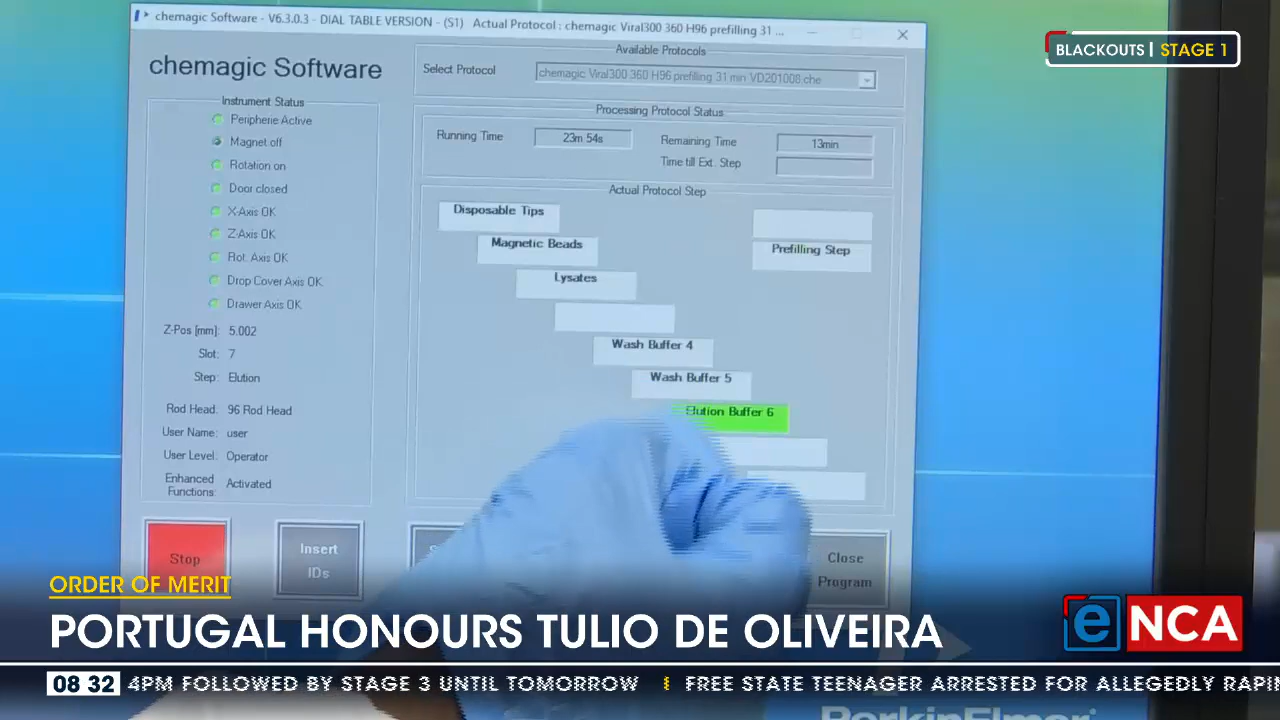 chemagic Software - V6.3.0.3 - DIAL TABLE VERSION - (S1) Actual Protocol : chemagic Viral300 360 H96 prefilling 31 ...
BLACKOUTS | STAGE 1
chemagic Software
Available Protocols
Select Protocol
chemagic Viral300 360 H96 prefilling 31 min VD201008.che
Instrument Status
Peripherie Active
Magnet off
Rotation on
Door closed
X-Axis OK
Z-Axis OK
Rot. Axis OK
Drop Cover Axis OK
Drawer Axis OK
Z-Pos [mm]: 5.002
Slot: 7
Step: Elution
Rod Head: 96 Rod Head
User Name: user
User Level: Operator
Enhanced
Functions: Activated
Processing Protocol Status
Running Time 23m 54s
Remaining Time 13min
Time till Ext. Step
Actual Protocol Step
Disposable Tips
Magnetic Beads
Prefilling Step
Lysates
Wash Buffer 4
Wash Buffer 5
Elution Buffer 6
Stop
Insert
IDs
Close
Program
ORDER OF MERIT
PORTUGAL HONOURS TULIO DE OLIVEIRA
eNCA
08 32 4PM FOLLOWED BY STAGE 3 UNTIL TOMORROW FREE STATE TEENAGER ARRESTED FOR ALLEGEDLY RAPIN
PerkinElmer